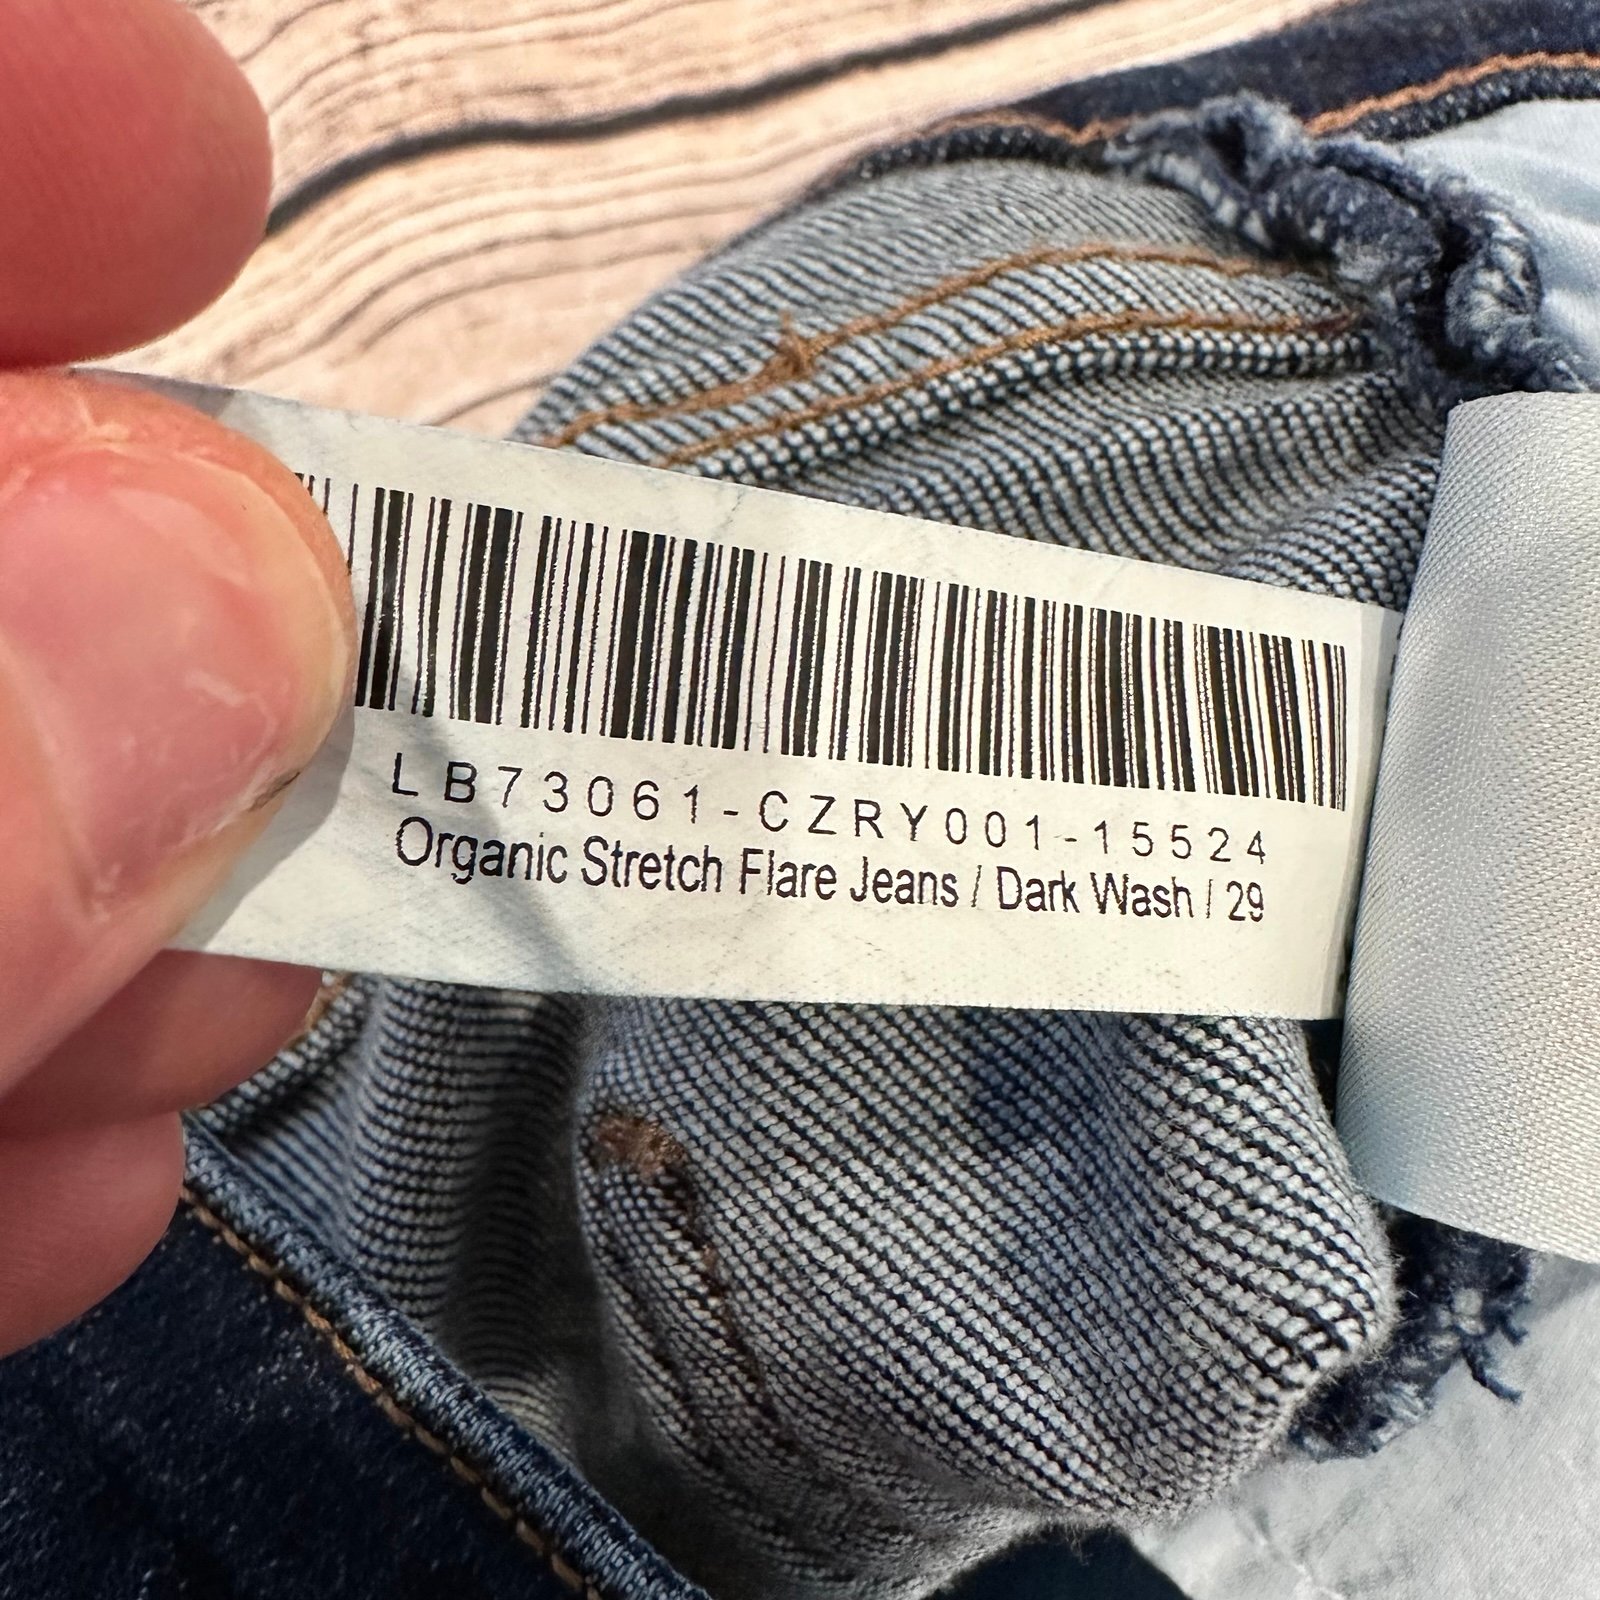 LB73061-CZRY001-15524
Organic Stretch Flare Jeans / Dark Wash / 29